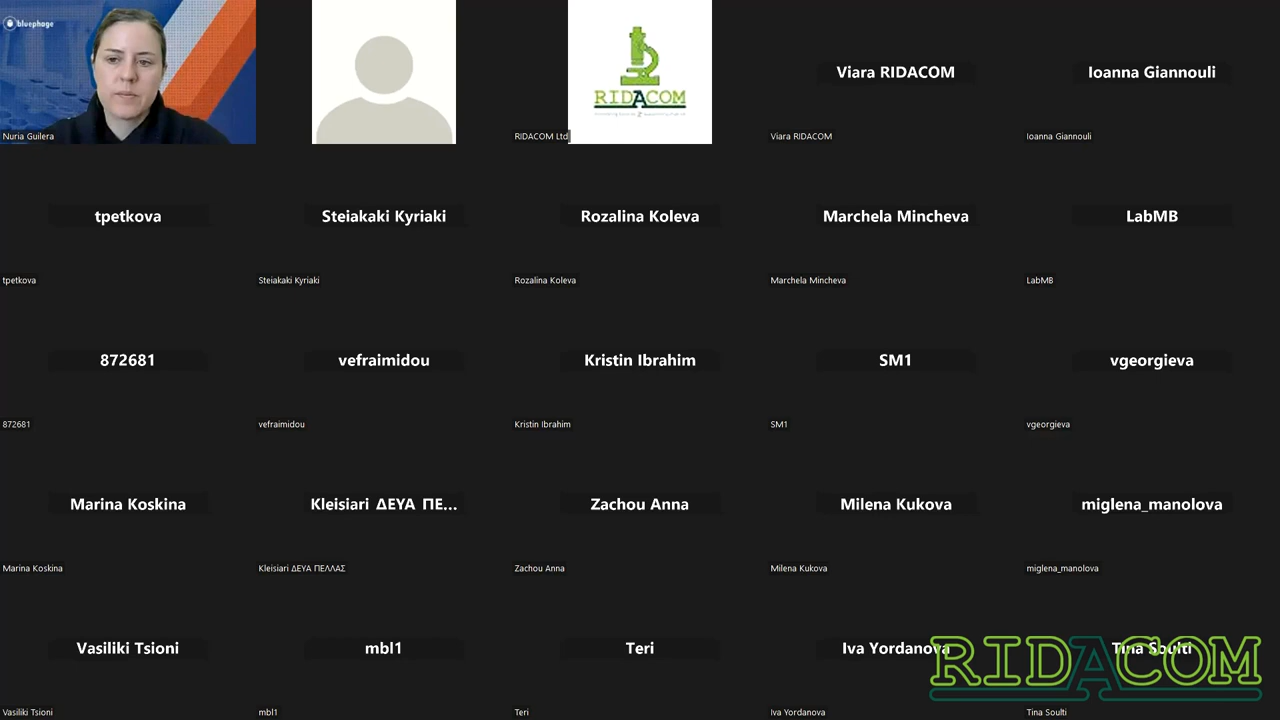 bluephage
Nuria Guilera
RIDACOM
RIDACOM Ltd
Viara RIDACOM
Viara RIDACOM
Ioanna Giannouli
Ioanna Giannouli
tpetkova
tpetkova
Steiakaki Kyriaki
Steiakaki Kyriaki
Rozalina Koleva
Rozalina Koleva
Marchela Mincheva
Marchela Mincheva
LabMB
LabMB
872681
872681
vefraimidou
vefraimidou
Kristin Ibrahim
Kristin Ibrahim
SM1
SM1
vgeorgieva
vgeorgieva
Marina Koskina
Marina Koskina
Kleisiari ΔΕΥΑ ΠΕ...
Kleisiari ΔΕΥΑ ΠΕΛΛΑΣ
Zachou Anna
Zachou Anna
Milena Kukova
Milena Kukova
miglena_manolova
miglena_manolova
Vasiliki Tsioni
Vasiliki Tsioni
mbl1
mbl1
Teri
Teri
Iva Yordanova
Iva Yordanova
Tina Soulti
Tina Soulti
RIDACOM